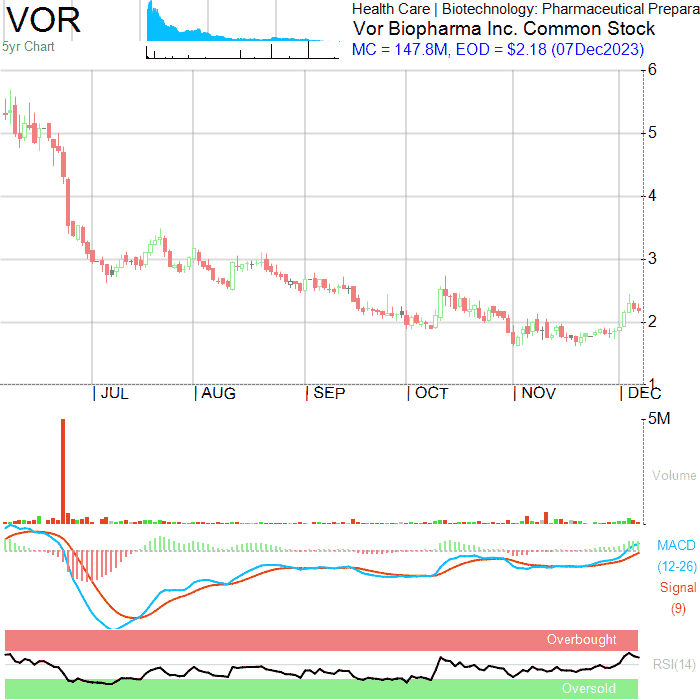 VOR
5yr Chart
Health Care | Biotechnology: Pharmaceutical Prepara
Vor Biopharma Inc. Common Stock
MC = 147.8M, EOD = $2.18 (07Dec2023)
6
5
4
3
2
1
JUL AUG SEP OCT NOV DEC
5M
Volume
MACD
(12-26)
Signal
(9)
Overbought
RSI(14)
Oversold